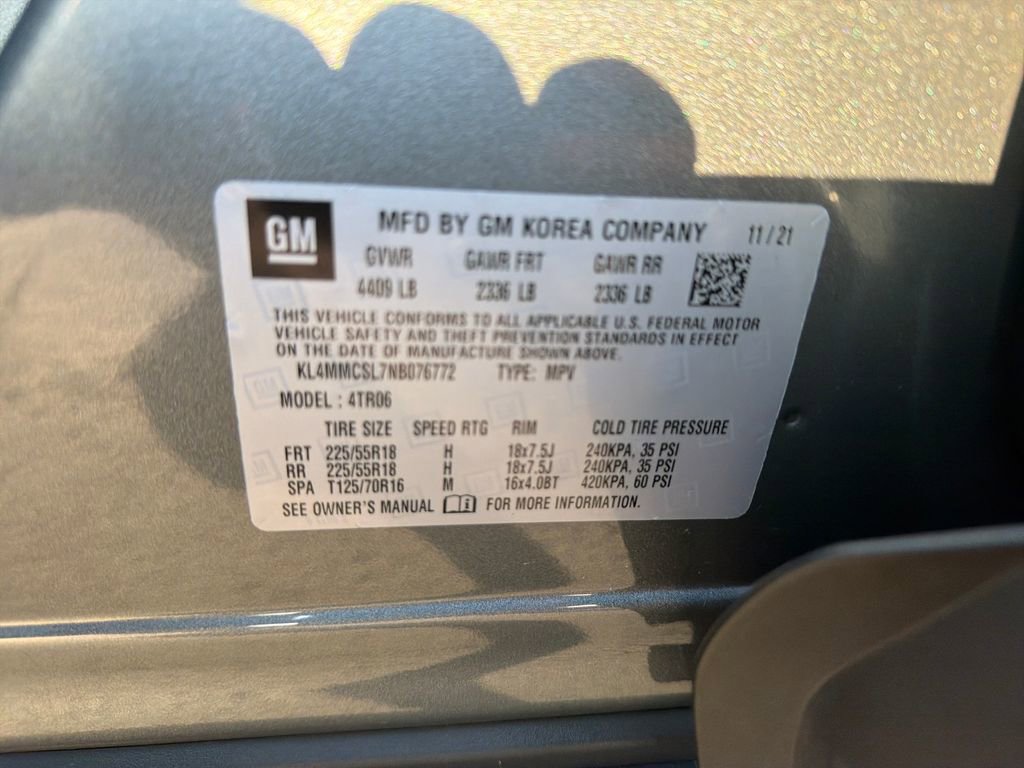 GM MFD BY GM KOREA COMPANY 11/21
GVWR GAWR FRT GAWR RR
4409 LB 2336 LB 2336 LB
THIS VEHICLE CONFORMS TO ALL APPLICABLE U.S. FEDERAL MOTOR
VEHICLE SAFETY AND THEFT PREVENTION STANDARDS IN EFFECT
ON THE DATE OF MANUFACTURE SHOWN ABOVE.
KL4MMCSL7NB076772 TYPE: MPV
MODEL : 4TR06
TIRE SIZE SPEED RTG RIM COLD TIRE PRESSURE
FRT 225/55R18 H 18x7.5J 240KPA, 35 PSI
RR 225/55R18 H 18x7.5J 240KPA, 35 PSI
SPA T125/70R16 M 16x4.0BT 420KPA, 60 PSI
SEE OWNER'S MANUAL i FOR MORE INFORMATION.